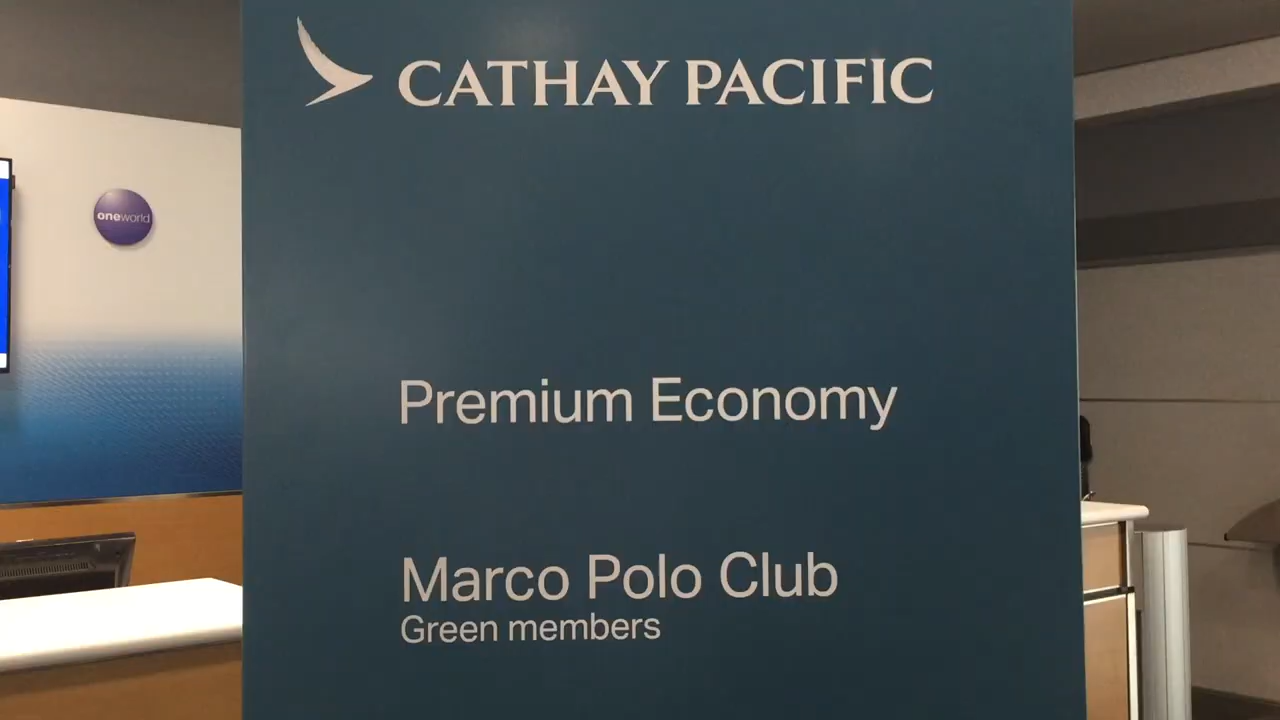 CATHAY PACIFIC
oneworld
Premium Economy
Marco Polo Club
Green members